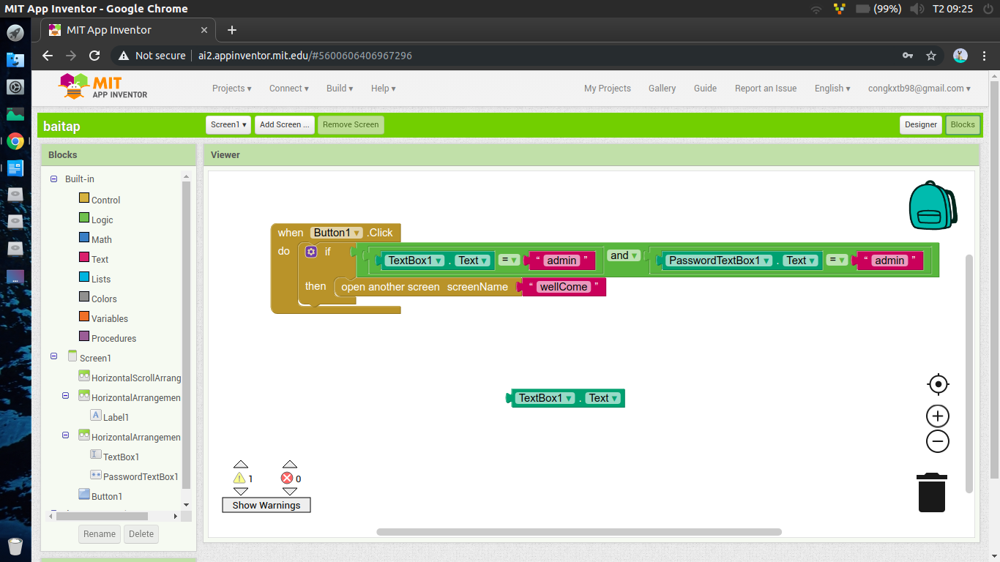 MIT App Inventor - Google Chrome
(99%) T2 09:25
MIT App Inventor
Not secure ai2.appinventor.mit.edu/#5600606406967296
MIT
APP INVENTOR
Projects ▾ Connect ▾ Build ▾ Help ▾ My Projects Gallery Guide Report an Issue English ▾ congkxtb98@gmail.com ▾
baitap Screen1 ▾ Add Screen ... Remove Screen Designer Blocks
Blocks Viewer
Built-in
Control
Logic
Math
Text
Lists
Colors
Variables
Procedures
Screen1
HorizontalScrollArrang
HorizontalArrangemen
Label1
HorizontalArrangemen
TextBox1
PasswordTextBox1
Button1
Rename Delete
when Button1 ▾ .Click
do if TextBox1 ▾ . Text ▾ = ▾ “ admin ” and ▾ PasswordTextBox1 ▾ . Text ▾ = ▾ “ admin ”
then open another screen screenName “ wellCome ”
TextBox1 ▾ . Text ▾
1 0
Show Warnings